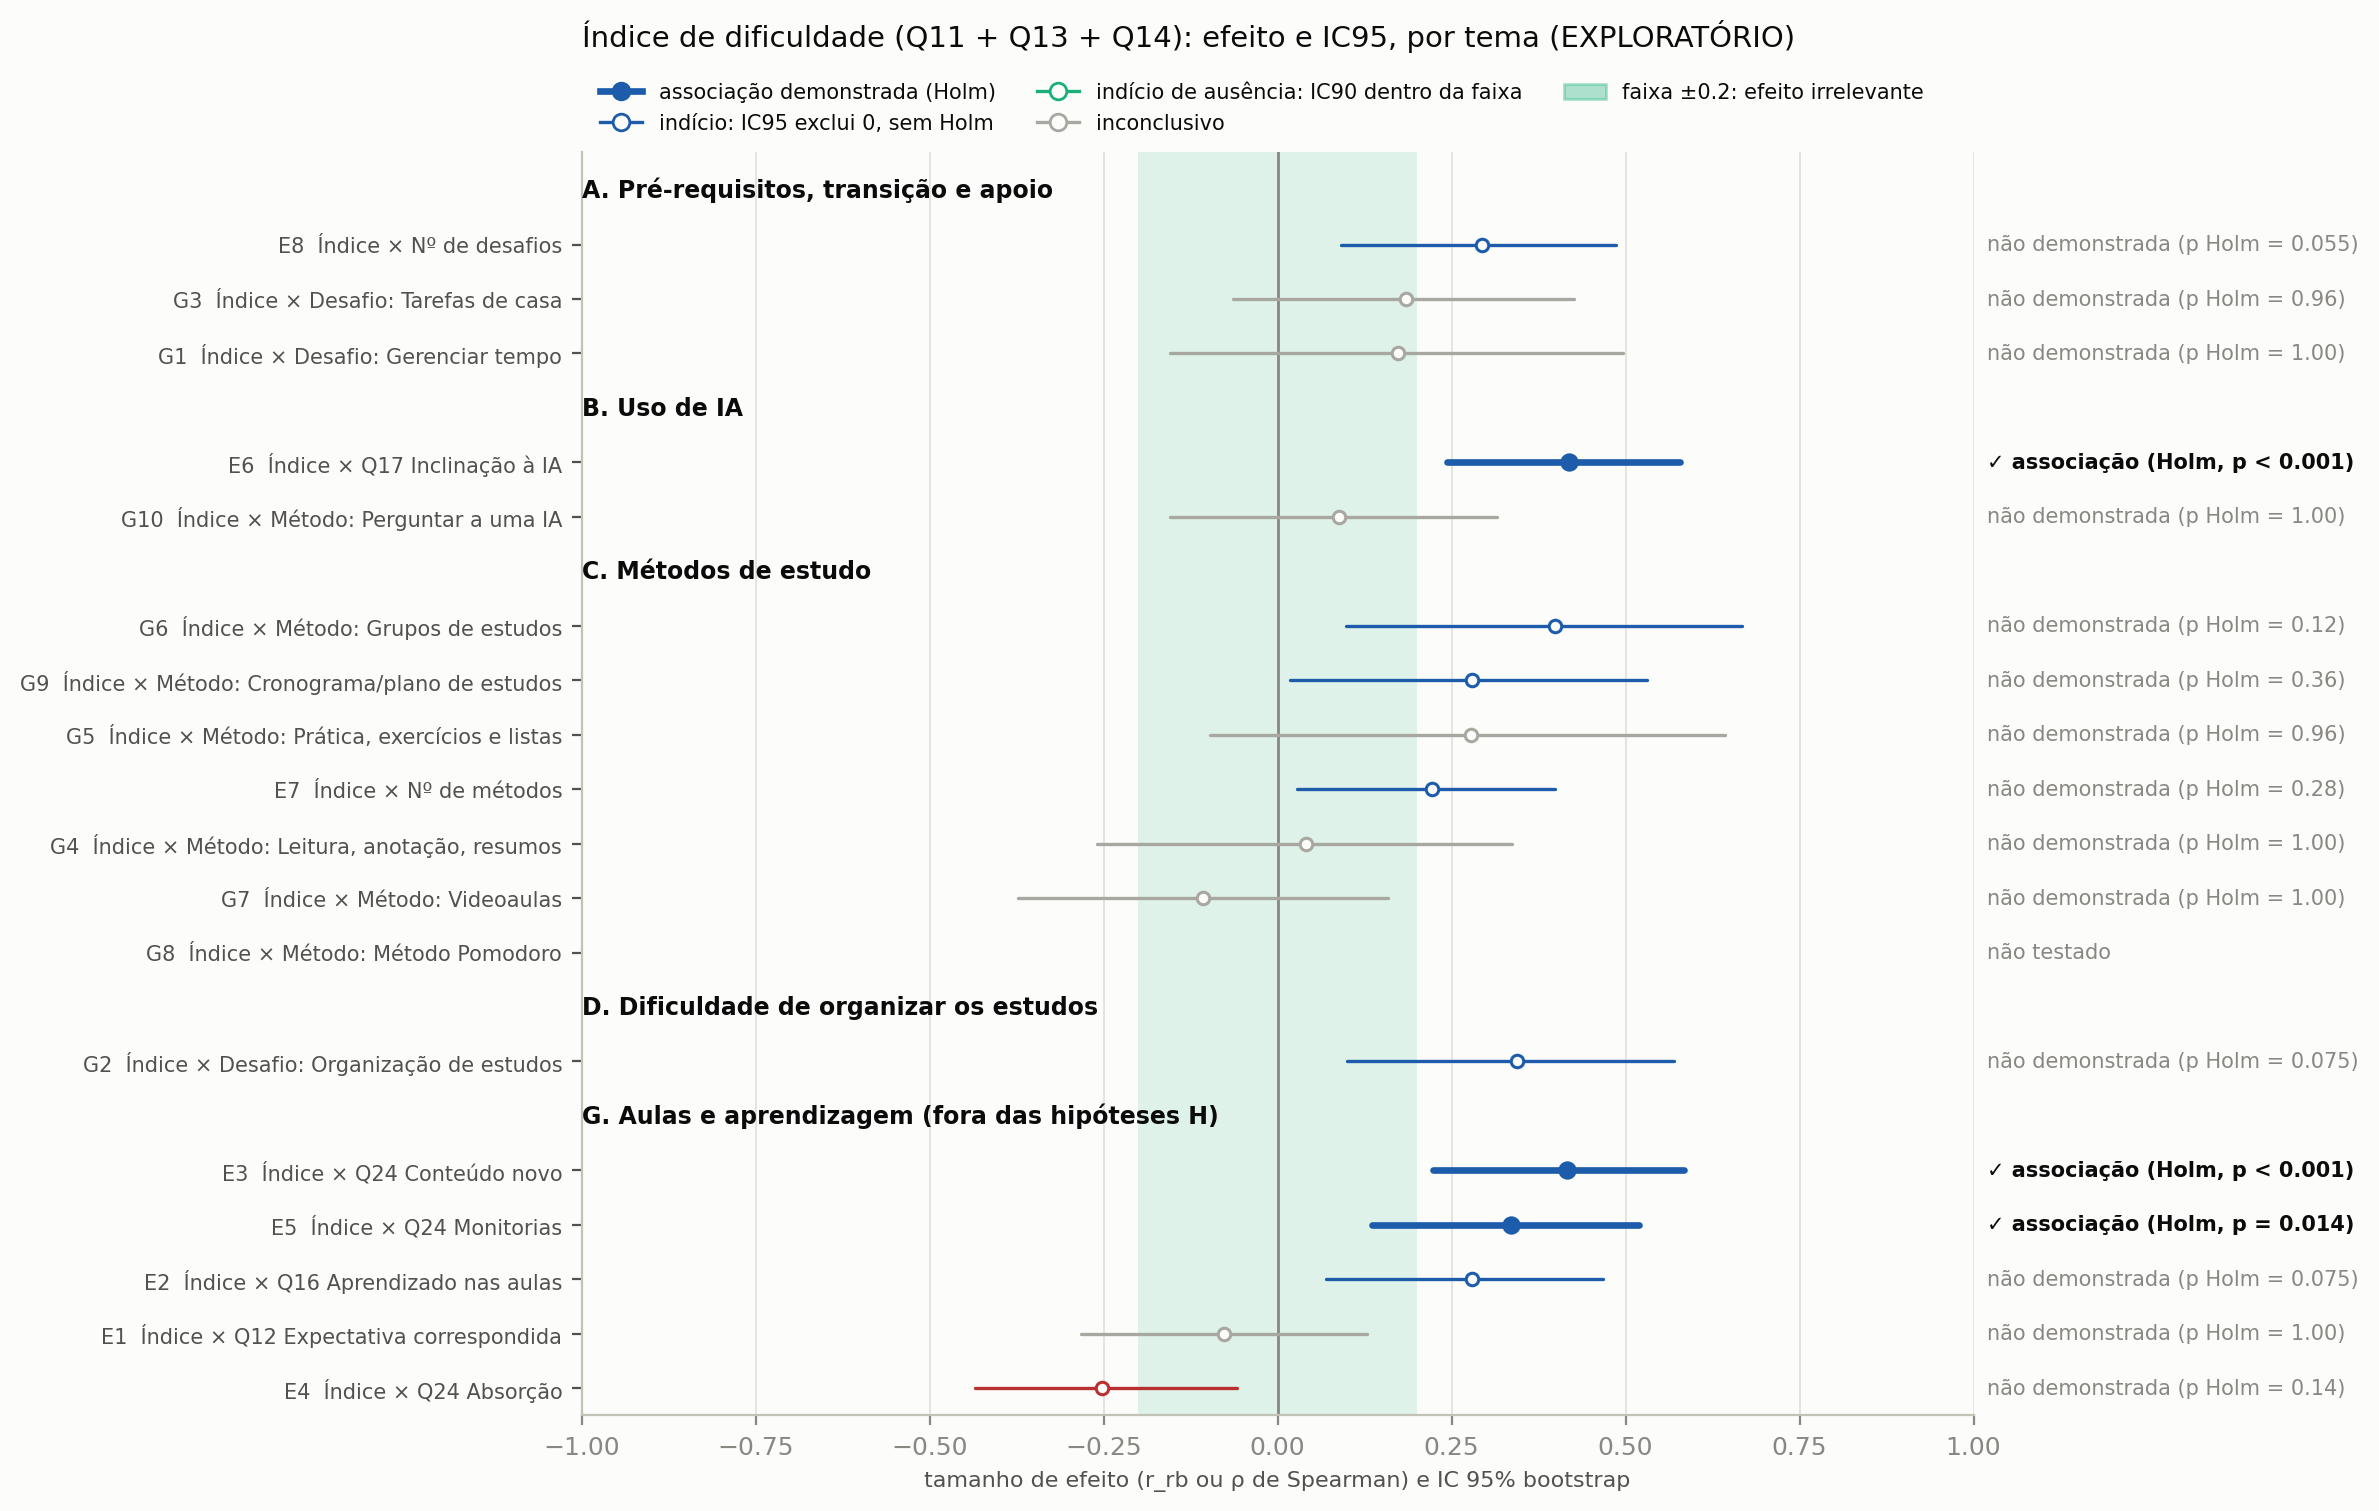 Índice de dificuldade (Q11 + Q13 + Q14): efeito e IC95, por tema (EXPLORATÓRIO)
associação demonstrada (Holm)
indício: IC95 exclui 0, sem Holm
indício de ausência: IC90 dentro da faixa
inconclusivo
faixa ±0.2: efeito irrelevante
A. Pré-requisitos, transição e apoio
E8 Índice × Nº de desafios não demonstrada (p Holm = 0.055)
G3 Índice × Desafio: Tarefas de casa não demonstrada (p Holm = 0.96)
G1 Índice × Desafio: Gerenciar tempo não demonstrada (p Holm = 1.00)
B. Uso de IA
E6 Índice × Q17 Inclinação à IA ✓ associação (Holm, p < 0.001)
G10 Índice × Método: Perguntar a uma IA não demonstrada (p Holm = 1.00)
C. Métodos de estudo
G6 Índice × Método: Grupos de estudos não demonstrada (p Holm = 0.12)
G9 Índice × Método: Cronograma/plano de estudos não demonstrada (p Holm = 0.36)
G5 Índice × Método: Prática, exercícios e listas não demonstrada (p Holm = 0.96)
E7 Índice × Nº de métodos não demonstrada (p Holm = 0.28)
G4 Índice × Método: Leitura, anotação, resumos não demonstrada (p Holm = 1.00)
G7 Índice × Método: Videoaulas não demonstrada (p Holm = 1.00)
G8 Índice × Método: Método Pomodoro não testado
D. Dificuldade de organizar os estudos
G2 Índice × Desafio: Organização de estudos não demonstrada (p Holm = 0.075)
G. Aulas e aprendizagem (fora das hipóteses H)
E3 Índice × Q24 Conteúdo novo ✓ associação (Holm, p < 0.001)
E5 Índice × Q24 Monitorias ✓ associação (Holm, p = 0.014)
E2 Índice × Q16 Aprendizado nas aulas não demonstrada (p Holm = 0.075)
E1 Índice × Q12 Expectativa correspondida não demonstrada (p Holm = 1.00)
E4 Índice × Q24 Absorção não demonstrada (p Holm = 0.14)
−1.00 −0.75 −0.50 −0.25 0.00 0.25 0.50 0.75 1.00
tamanho de efeito (r_rb ou ρ de Spearman) e IC 95% bootstrap